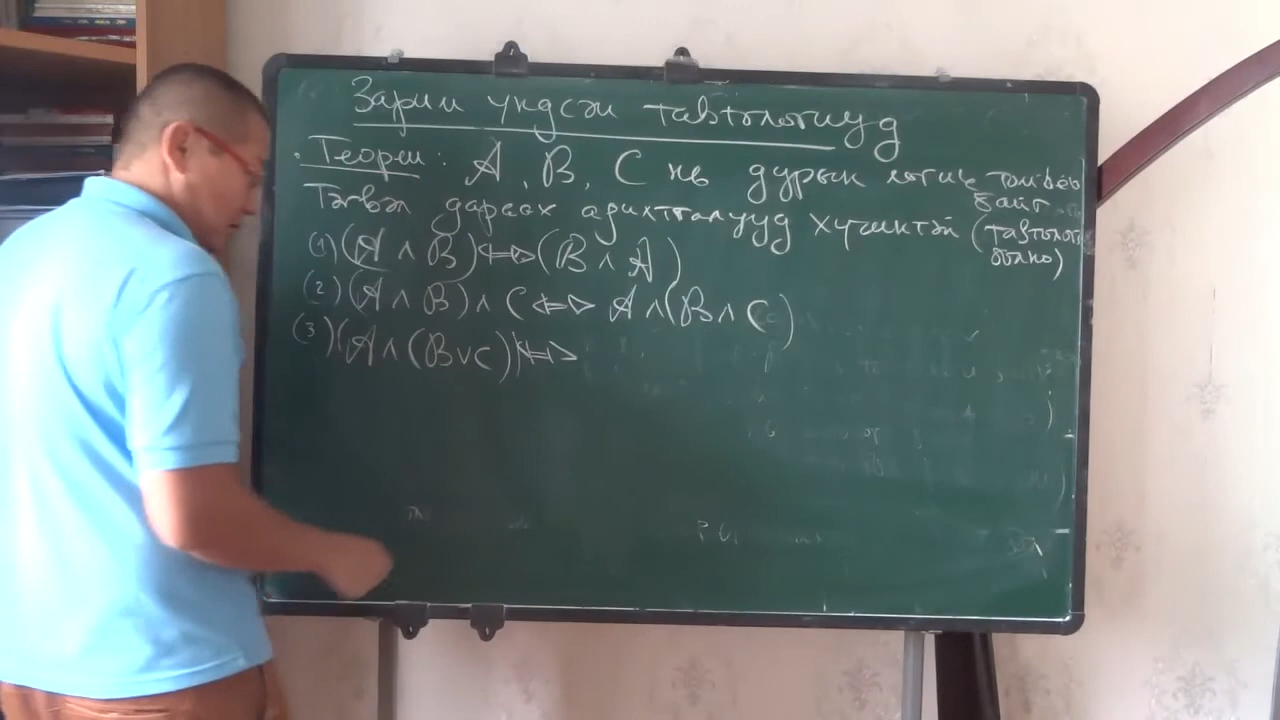 Зарим үндсэн тавтологиуд
Теорем: A, B, C нь дурын логик томъёо байг
Тэгвэл дараах адилтгалууд хүчинтэй (тавтологи болно)
(1) (A ∧ B) ⇔ (B ∧ A)
(2) (A ∧ B) ∧ C ⇔ A ∧ (B ∧ C)
(3) (A ∧ (B ∨ C)) ⇔